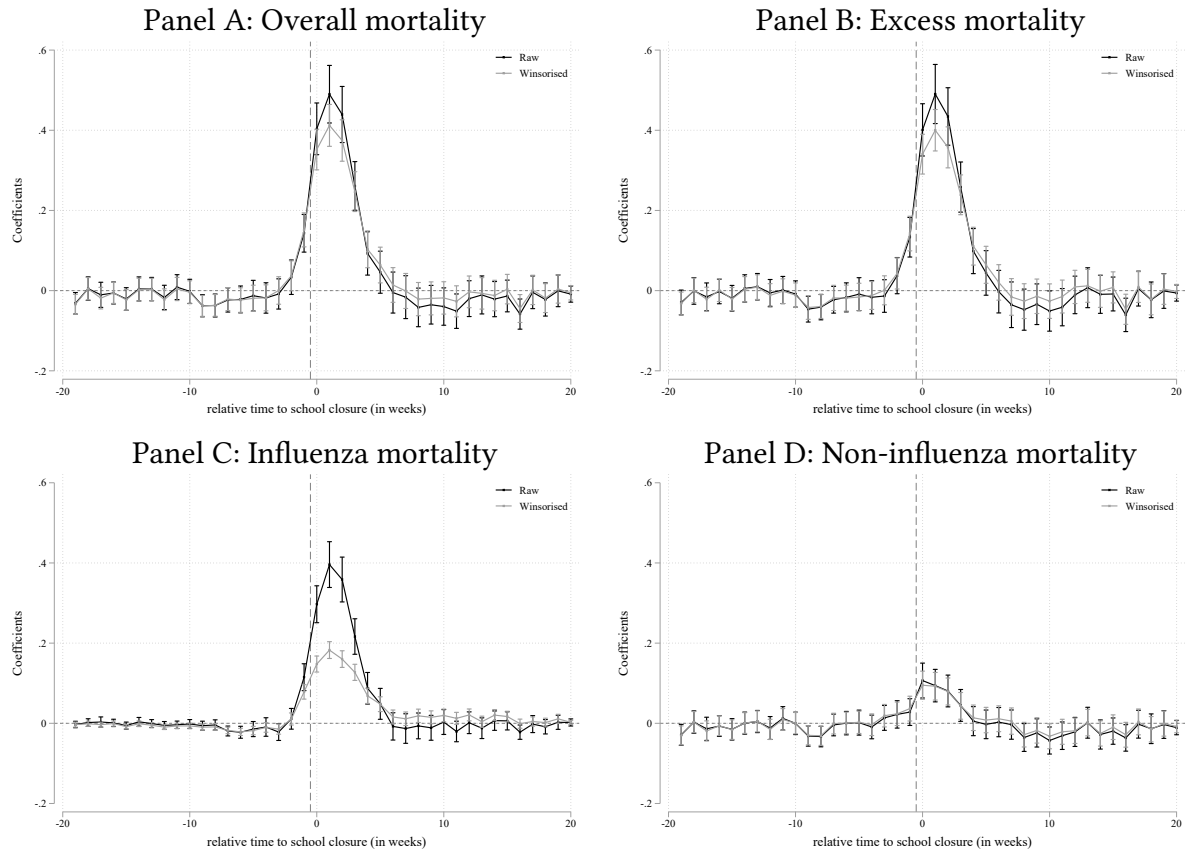 Panel A: Overall mortality
.6
.4
.2
0
-.2
Coefficients
Raw
Winsorised
-20
-10
0
10
20
relative time to school closure (in weeks)
Panel B: Excess mortality
.6
.4
.2
0
-.2
Coefficients
Raw
Winsorised
-20
-10
0
10
20
relative time to school closure (in weeks)
Panel C: Influenza mortality
.6
.4
.2
0
-.2
Coefficients
Raw
Winsorised
-20
-10
0
10
20
relative time to school closure (in weeks)
Panel D: Non-influenza mortality
.6
.4
.2
0
-.2
Coefficients
Raw
Winsorised
-20
-10
0
10
20
relative time to school closure (in weeks)